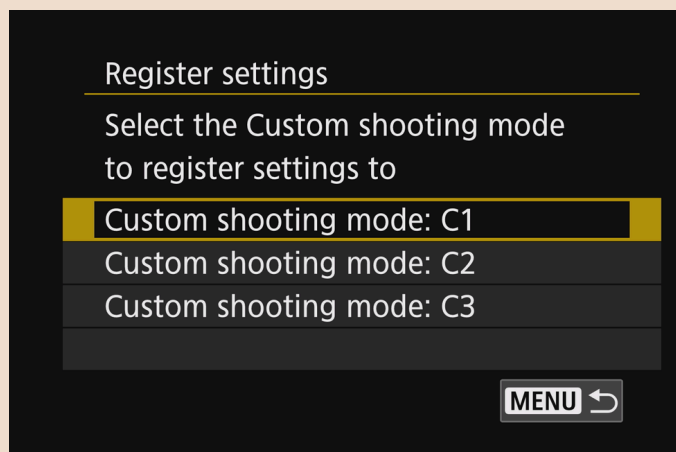 Register settings
Select the Custom shooting mode
to register settings to
Custom shooting mode: C1
Custom shooting mode: C2
Custom shooting mode: C3
MENU